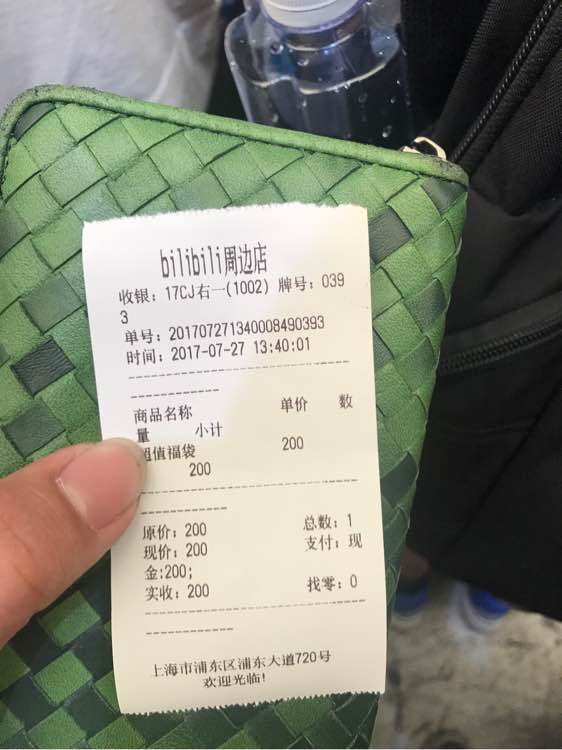 bilibili周边店
收银：17CJ右一(1002) 牌号：039
3
单号：201707271340008490393
时间：2017-07-27 13:40:01
--------------------------------
------------
商品名称 单价 数
量 小计
超值福袋 200
200
--------------------------------
------------
原价：200 总数：1
现价：200 支付：现
金:200;
实收：200 找零：0
--------------------------------
------------
上海市浦东区浦东大道720号
欢迎光临!